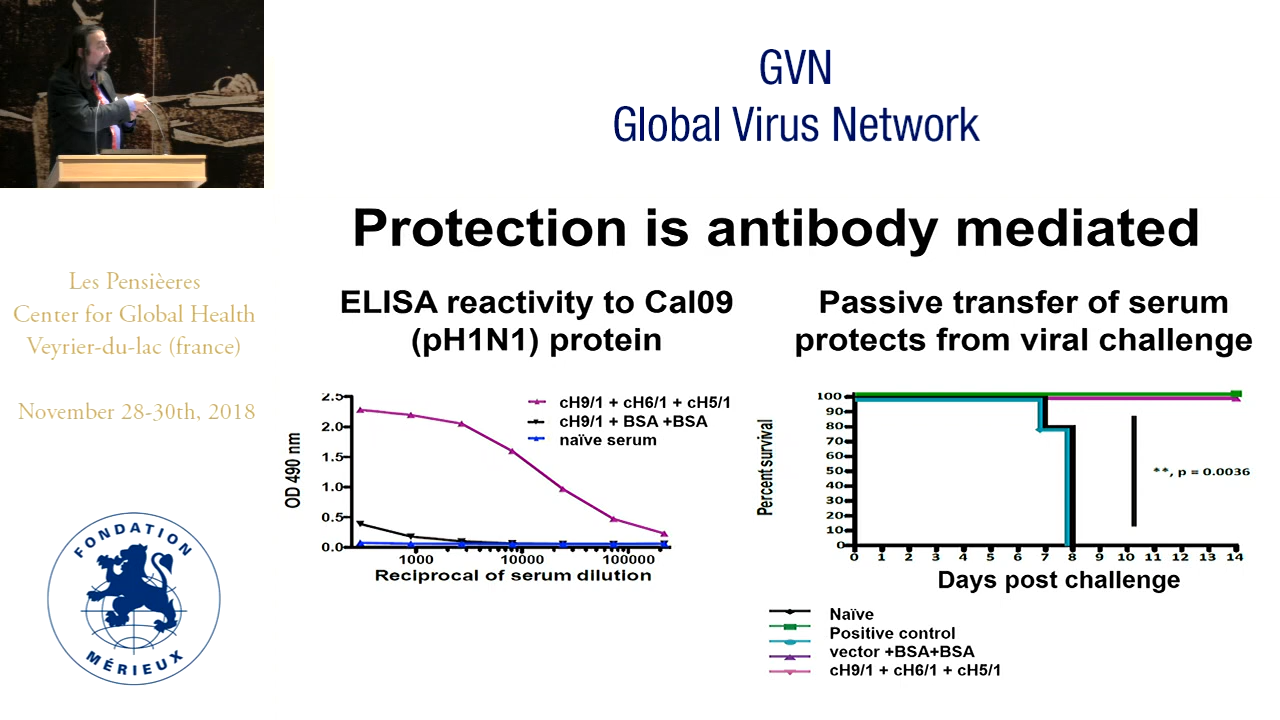 GVN
Global Virus Network
Protection is antibody mediated
Les Pensièeres
Center for Global Health
Veyrier-du-lac (france)
November 28-30th, 2018
FONDATION
MÉRIEUX
ELISA reactivity to Cal09
(pH1N1) protein
OD 490 nm
2.5
2.0
1.5
1.0
0.5
0.0
1000 10000 100000
Reciprocal of serum dilution
cH9/1 + cH6/1 + cH5/1
cH9/1 + BSA +BSA
naïve serum
Passive transfer of serum
protects from viral challenge
Percent survival
100
90
80
70
60
50
40
30
20
10
0
0 1 2 3 4 5 6 7 8 9 10 11 12 13 14
Days post challenge
**, p = 0.0036
Naïve
Positive control
vector +BSA+BSA
cH9/1 + cH6/1 + cH5/1